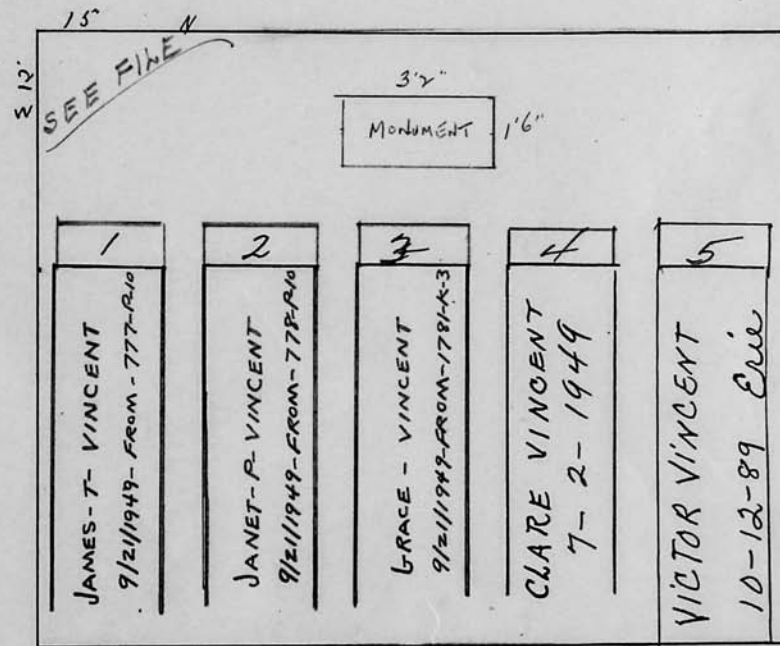 15 N
W 12'
SEE FILE
3'2"
MONUMENT 1'6"
1
JAMES-T- VINCENT
9/21/1949-FROM-777-R-10
2
JANET-P-VINCENT
9/21/1949-FROM-778-R-10
3
GRACE - VINCENT
9/21/1949-FROM-1781-K-3
4
CLARE VINCENT
7-2-1949
5
VICTOR VINCENT
10-12-89 Erie